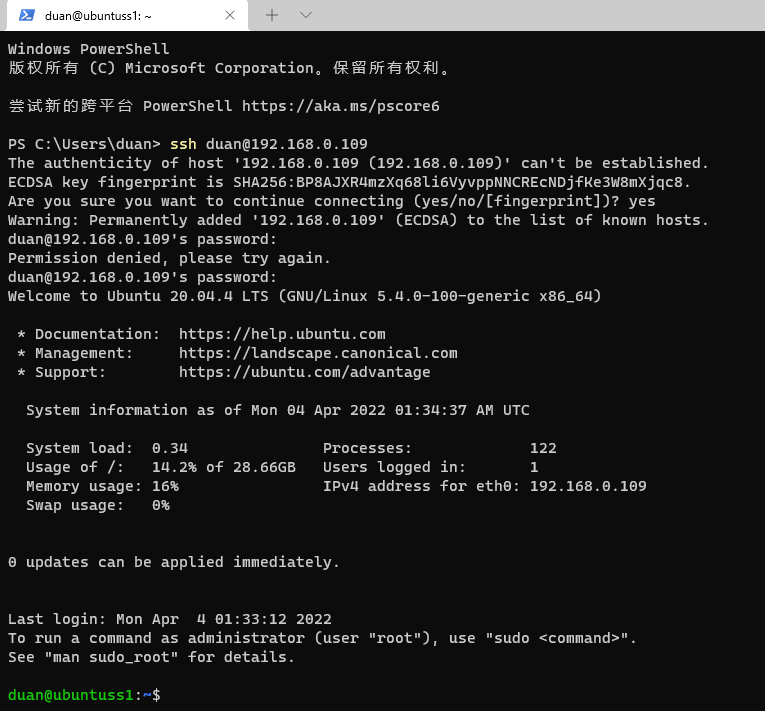 duan@ubuntuss1: ~
Windows PowerShell
版权所有 (C) Microsoft Corporation。保留所有权利。
尝试新的跨平台 PowerShell https://aka.ms/pscore6
PS C:\Users\duan> ssh duan@192.168.0.109
The authenticity of host '192.168.0.109 (192.168.0.109)' can't be established.
ECDSA key fingerprint is SHA256:BP8AJXR4mzXq68li6VyvppNNCREcNDjfKe3W8mXjqc8.
Are you sure you want to continue connecting (yes/no/[fingerprint])? yes
Warning: Permanently added '192.168.0.109' (ECDSA) to the list of known hosts.
duan@192.168.0.109's password:
Permission denied, please try again.
duan@192.168.0.109's password:
Welcome to Ubuntu 20.04.4 LTS (GNU/Linux 5.4.0-100-generic x86_64)
* Documentation:  https://help.ubuntu.com
* Management:     https://landscape.canonical.com
* Support:        https://ubuntu.com/advantage
System information as of Mon 04 Apr 2022 01:34:37 AM UTC
System load:  0.34               Processes:             122
Usage of /:   14.2% of 28.66GB   Users logged in:       1
Memory usage: 16%                IPv4 address for eth0: 192.168.0.109
Swap usage:   0%
0 updates can be applied immediately.
Last login: Mon Apr  4 01:33:12 2022
To run a command as administrator (user "root"), use "sudo <command>".
See "man sudo_root" for details.
duan@ubuntuss1:~$